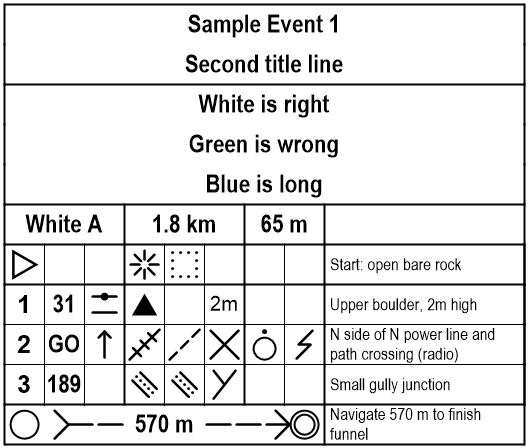 Sample Event 1
Second title line
White is right
Green is wrong
Blue is long
White A 1.8 km 65 m
Start: open bare rock
1 31 2m Upper boulder, 2m high
2 GO N side of N power line and
path crossing (radio)
3 189 Small gully junction
570 m Navigate 570 m to finish
funnel